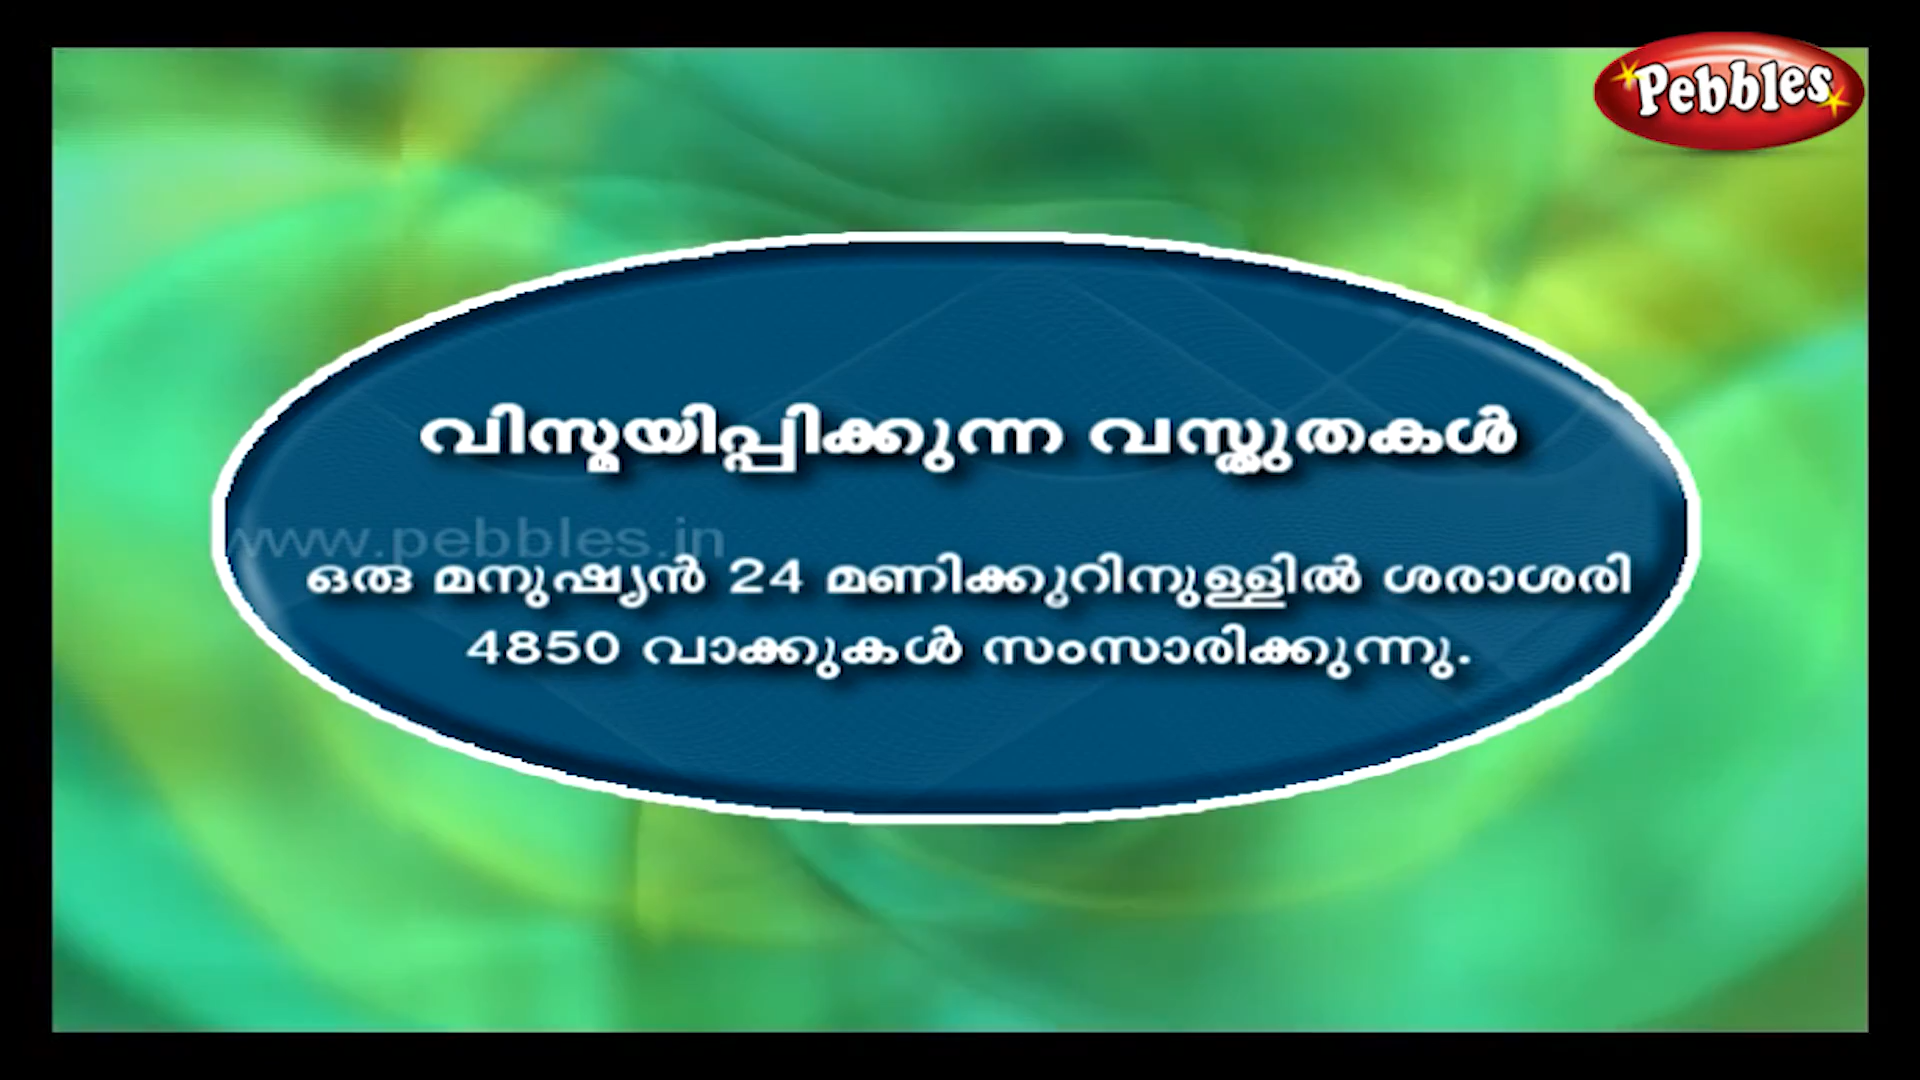 Pebbles
വിസ്മയിപ്പിക്കുന്ന വസ്തുതകൾ
www.pebbles.in
ഒരു മനുഷ്യൻ 24 മണിക്കൂറിനുള്ളിൽ ശരാശരി
4850 വാക്കുകൾ സംസാരിക്കുന്നു.